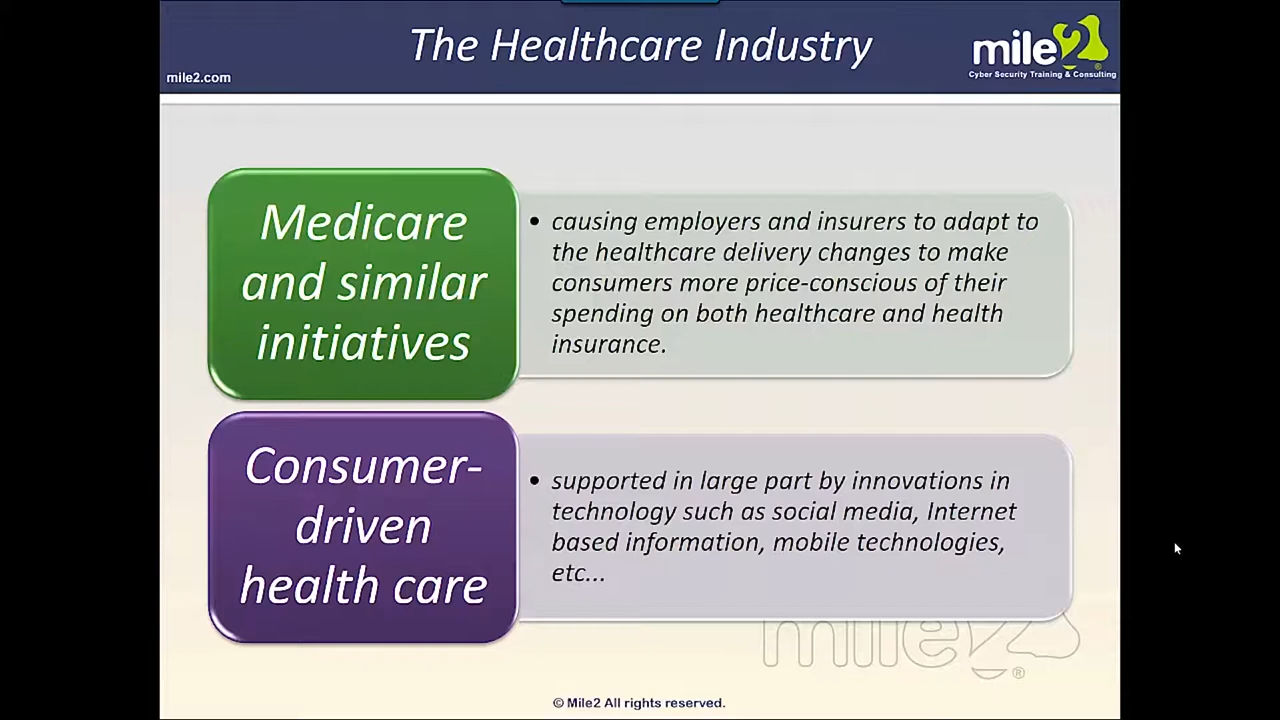 The Healthcare Industry
mile2.com
mile2
®
Cyber Security Training & Consulting
Medicare
and similar
initiatives
• causing employers and insurers to adapt to
the healthcare delivery changes to make
consumers more price-conscious of their
spending on both healthcare and health
insurance.
Consumer-
driven
health care
• supported in large part by innovations in
technology such as social media, Internet
based information, mobile technologies,
etc...
mile2
®
© Mile2 All rights reserved.